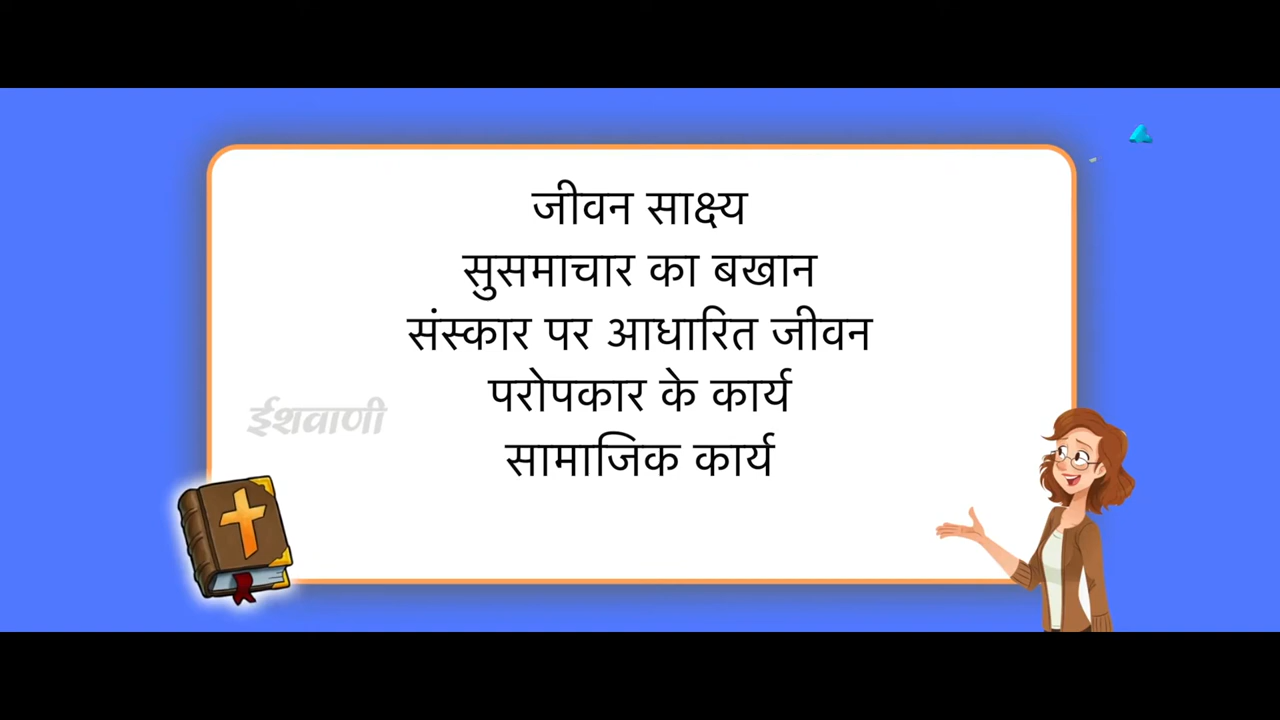 जीवन साक्ष्य
सुसमाचार का बखान
संस्कार पर आधारित जीवन
परोपकार के कार्य
सामाजिक कार्य
ईशवाणी